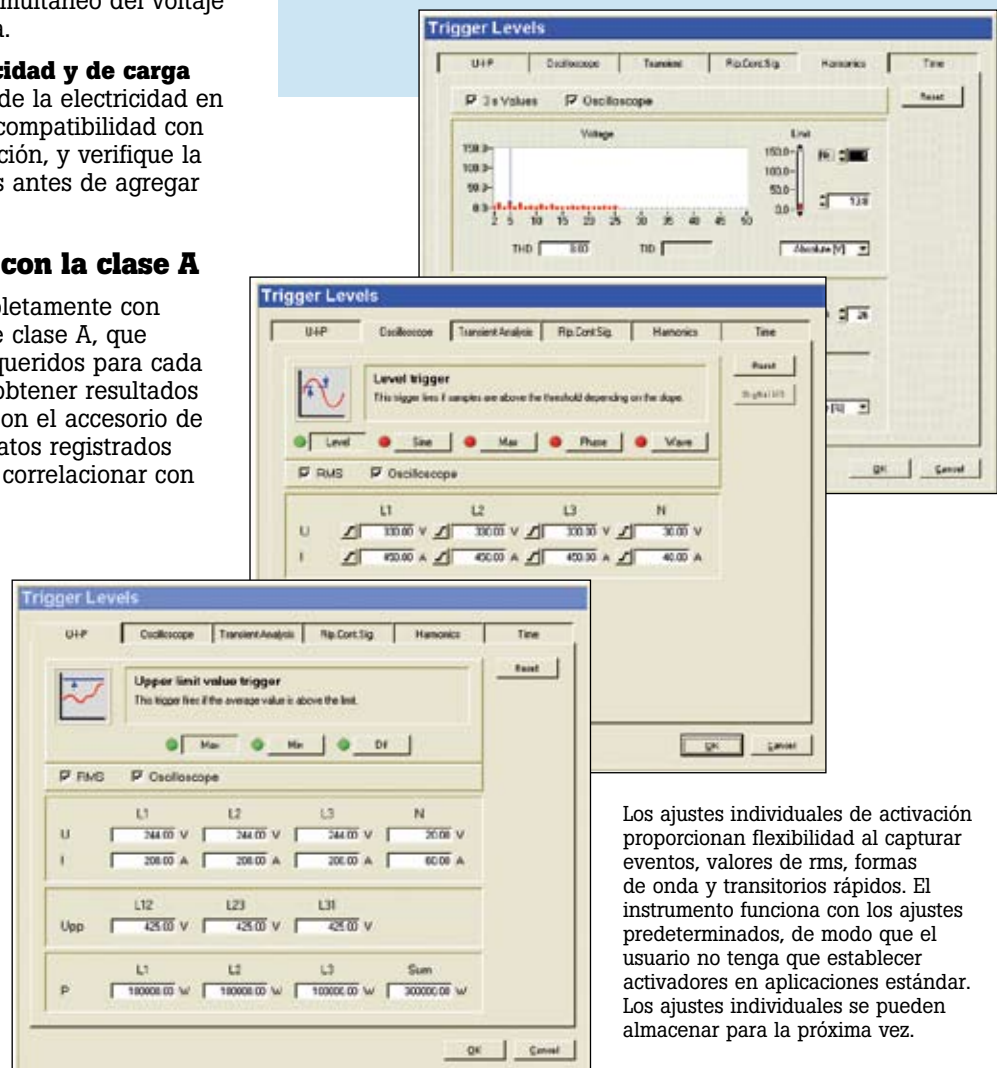 multáneo del voltaje
a.
cidad y de carga
de la electricidad en
compatibilidad con
ción, y verifique la
s antes de agregar
con la clase A
pletamente con
e clase A, que
queridos para cada
obtener resultados
on el accesorio de
atos registrados
correlacionar con
Trigger Levels
U-I-P Oscilloscope Transient Rip.Cont.Sig. Harmonics Time
3 s Values Oscilloscope Reset
Voltage Limit
150.0 150.0
100.0 100.0
50.0 50.0
0.0 0.0
2 5 10 15 20 25 30 35 40 45 50
THD TID Absolute [V]
OK Cancel
Trigger Levels
U-I-P Oscilloscope Transient Analysis Rip.Cont.Sig. Harmonics Time
Level trigger Reset
This trigger fires if samples are above the threshold depending on the slope.
Level Sine Max Phase Wave
RMS Oscilloscope
L1 L2 L3 N
U 330.00 V 330.00 V 330.00 V 30.00 V
I 450.00 A 450.00 A 450.00 A 40.00 A
OK Cancel
Trigger Levels
U-I-P Oscilloscope Transient Analysis Rip.Cont.Sig. Harmonics Time
Upper limit value trigger Reset
This trigger fires if the average value is above the limit.
Max Min Dif
RMS Oscilloscope
L1 L2 L3 N
U 244.00 V 244.00 V 244.00 V 20.00 V
I 200.00 A 200.00 A 200.00 A 60.00 A
L12 L23 L31
Upp 425.00 V 425.00 V 425.00 V
L1 L2 L3 Sum
P 100000.00 W 100000.00 W 100000.00 W 300000.00 W
OK Cancel
Los ajustes individuales de activación
proporcionan flexibilidad al capturar
eventos, valores de rms, formas
de onda y transitorios rápidos. El
instrumento funciona con los ajustes
predeterminados, de modo que el
usuario no tenga que establecer
activadores en aplicaciones estándar.
Los ajustes individuales se pueden
almacenar para la próxima vez.